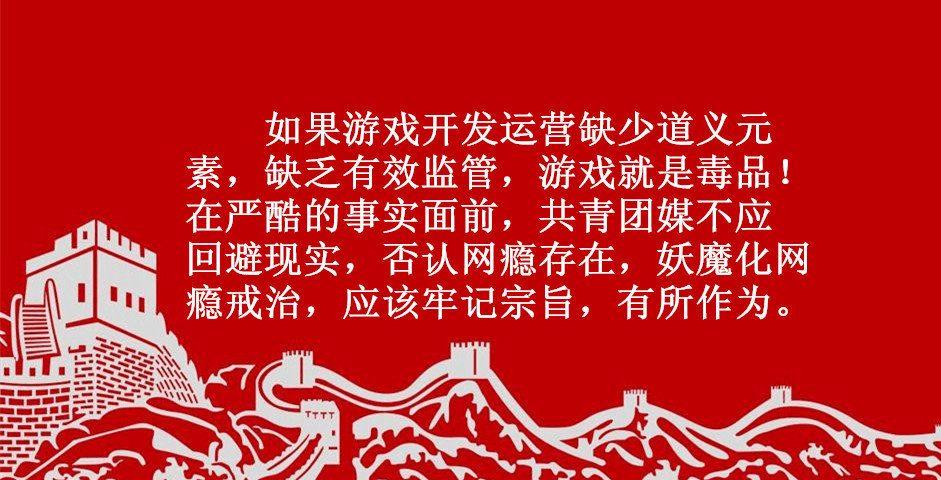 如果游戏开发运营缺少道义元
素，缺乏有效监管，游戏就是毒品！
在严酷的事实面前，共青团媒不应
回避现实，否认网瘾存在，妖魔化网
瘾戒治，应该牢记宗旨，有所作为。